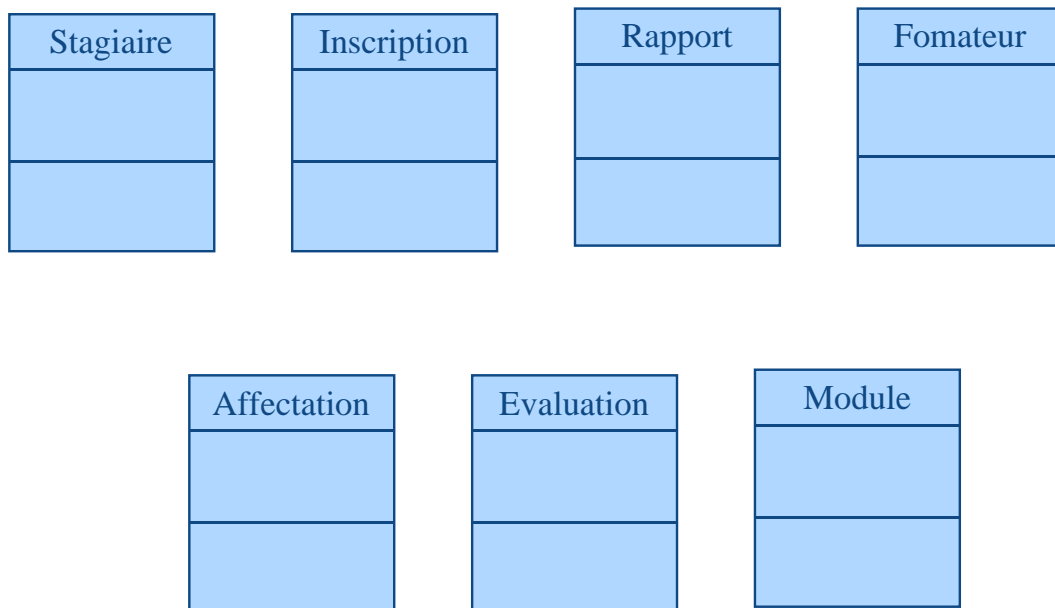 Stagiaire
Inscription
Rapport
Fomateur
Affectation
Evaluation
Module